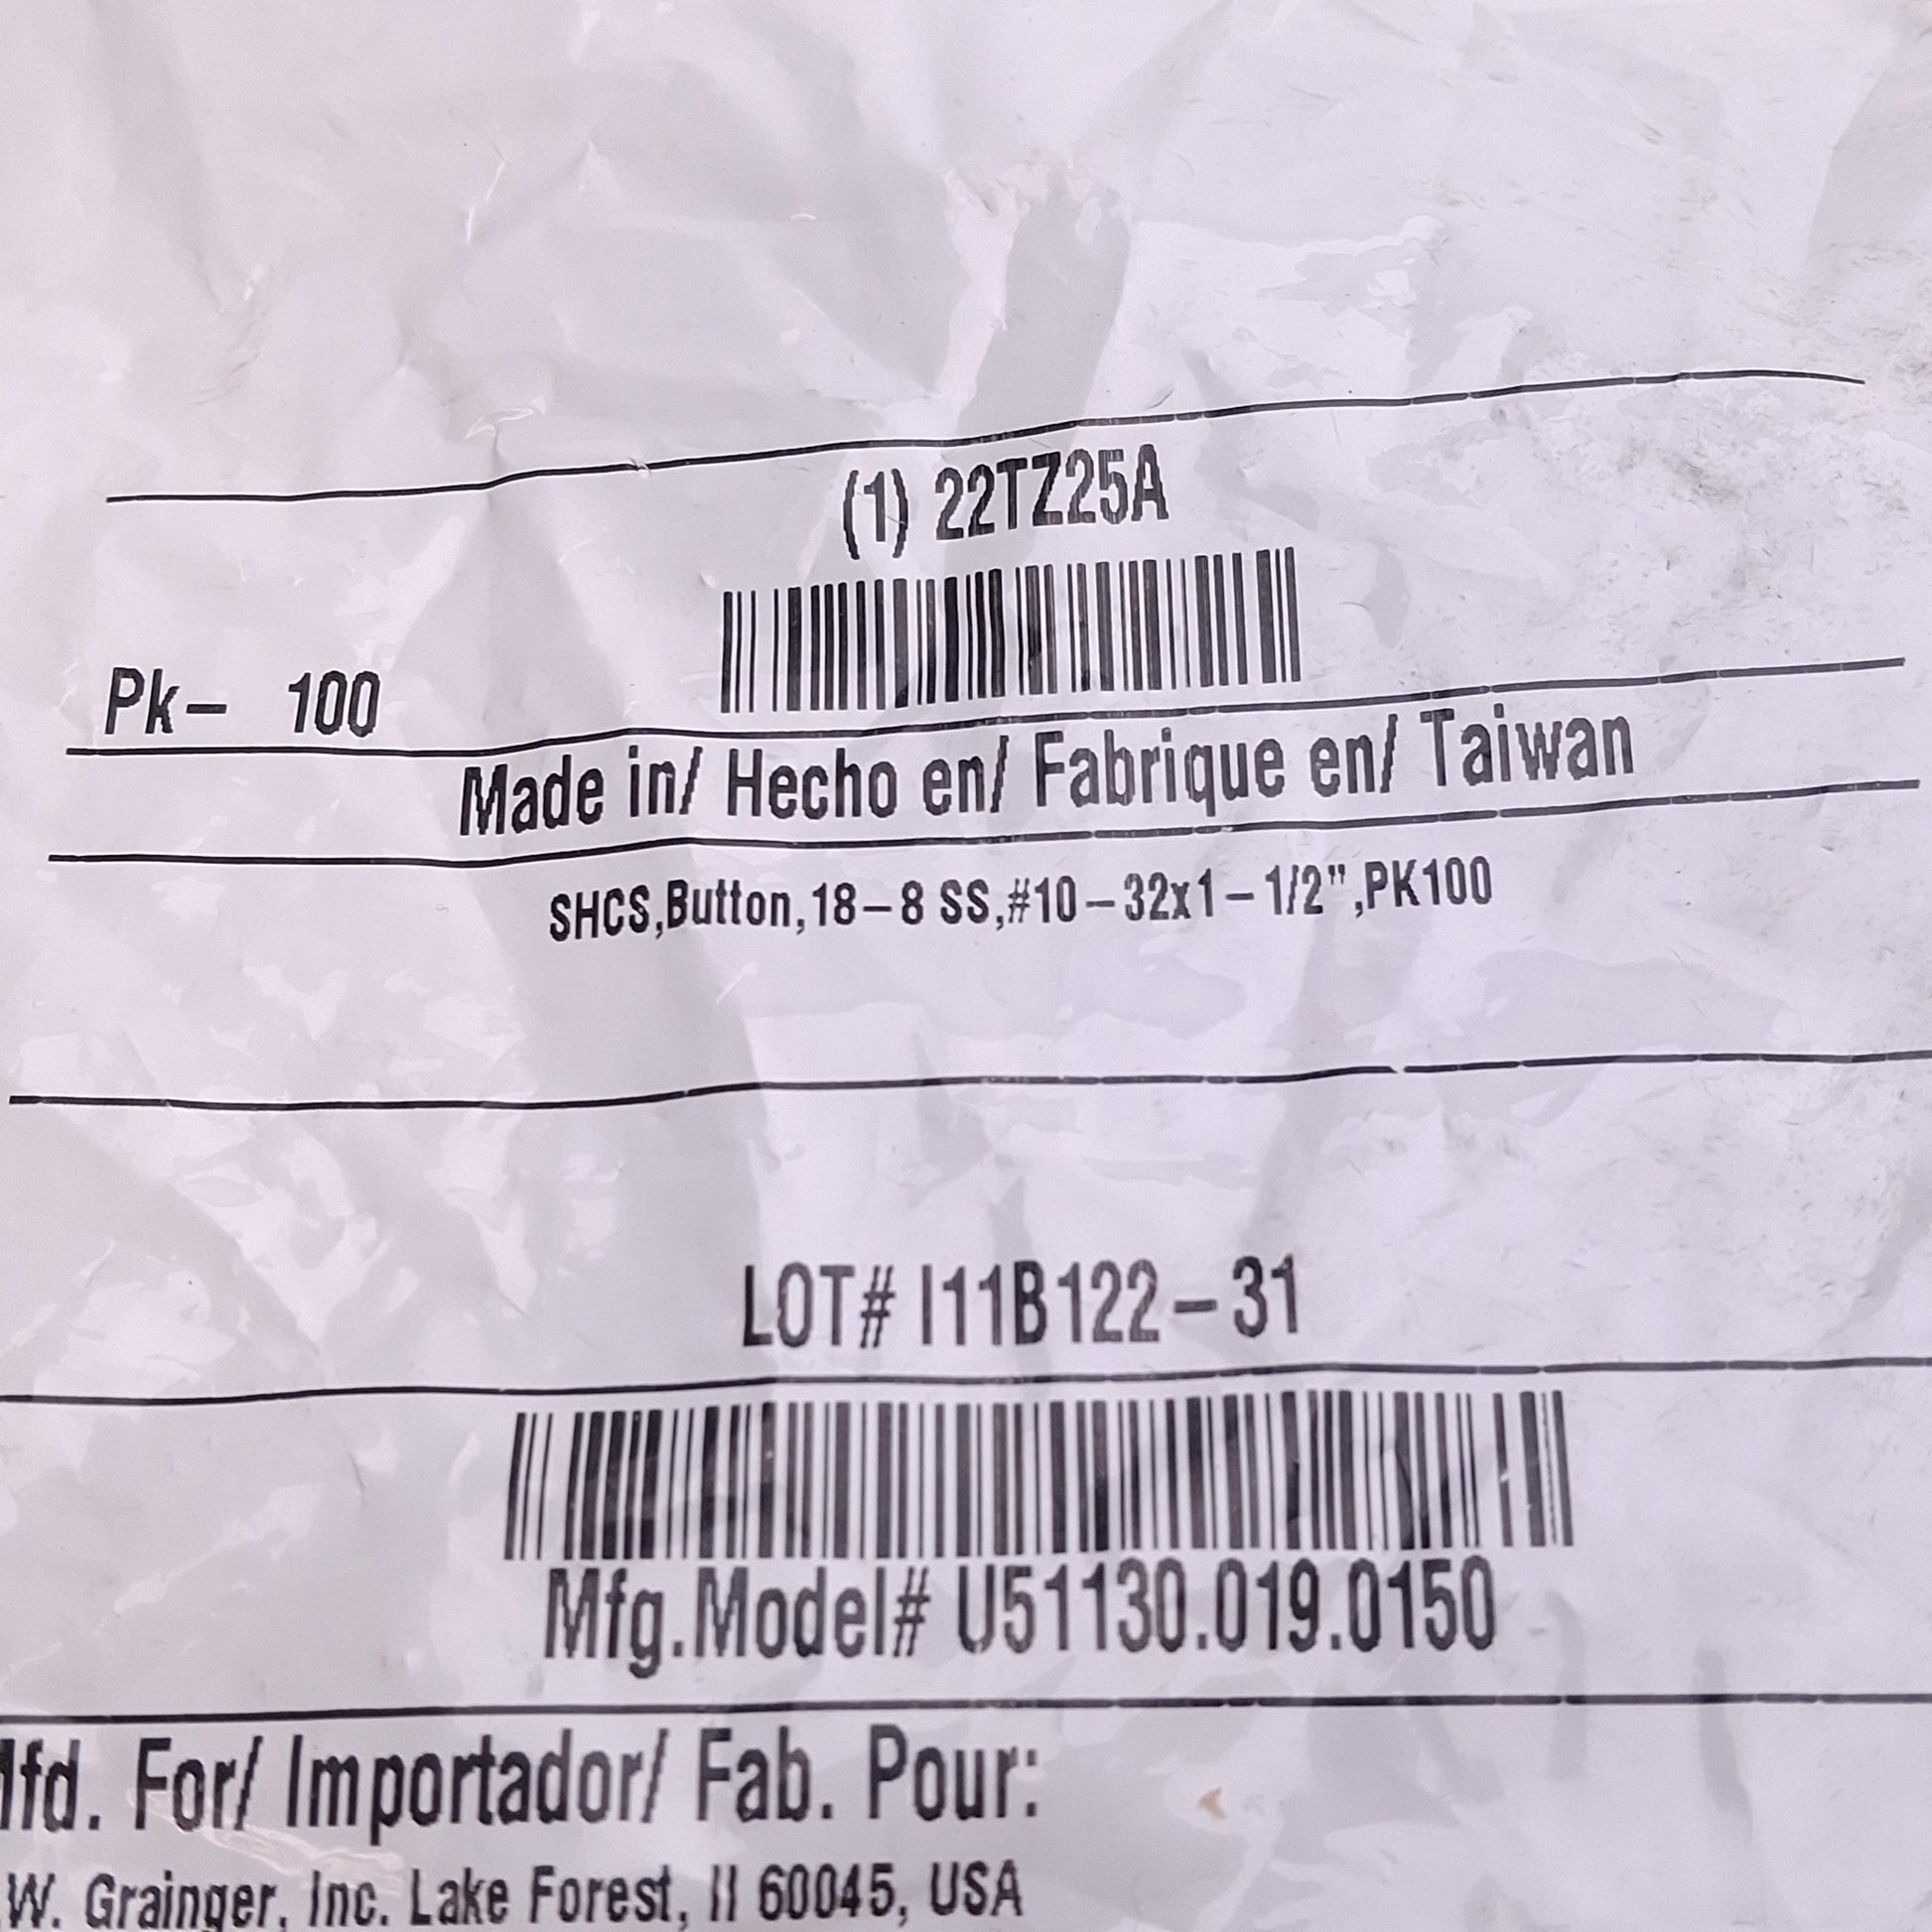 (1) 22TZ25A
Pk- 100
Made in/ Hecho en/ Fabrique en/ Taiwan
SHCS,Button,18-8 SS,#10-32x1-1/2",PK100
LOT# I11B122-31
Mfg.Model# U51130.019.0150
Mfd. For/ Importador/ Fab. Pour:
W. Grainger, Inc. Lake Forest, Il 60045, USA